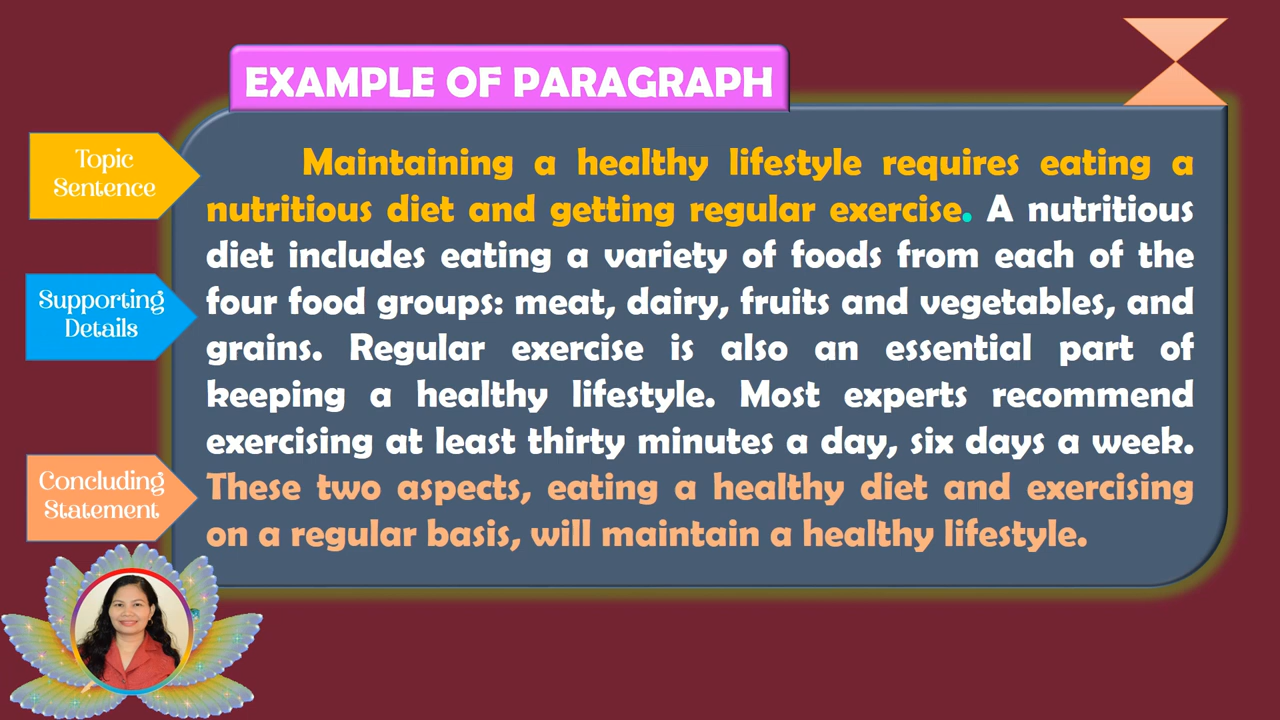 EXAMPLE OF PARAGRAPH
Topic
Sentence
Maintaining a healthy lifestyle requires eating a
nutritious diet and getting regular exercise. A nutritious
diet includes eating a variety of foods from each of the
four food groups: meat, dairy, fruits and vegetables, and
grains. Regular exercise is also an essential part of
keeping a healthy lifestyle. Most experts recommend
exercising at least thirty minutes a day, six days a week.
These two aspects, eating a healthy diet and exercising
on a regular basis, will maintain a healthy lifestyle.
Supporting
Details
Concluding
Statement